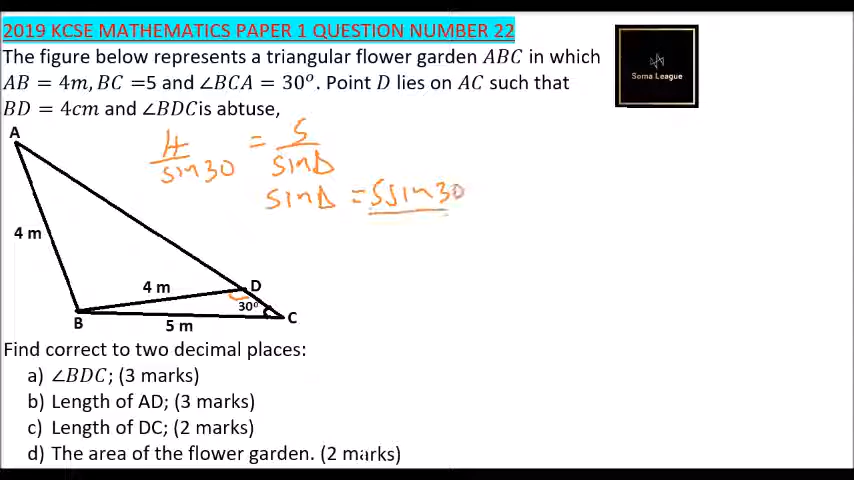 2019 KCSE MATHEMATICS PAPER 1 QUESTION NUMBER 22
The figure below represents a triangular flower garden ABC in which
AB = 4m, BC =5 and ∠BCA = 30°. Point D lies on AC such that
BD = 4cm and ∠BDC is abtuse,
Soma League
4/sin30 = 5/sinD
sinD = 5sin30
A
4 m
4 m
D
30°
B
5 m
C
Find correct to two decimal places:
a) ∠BDC; (3 marks)
b) Length of AD; (3 marks)
c) Length of DC; (2 marks)
d) The area of the flower garden. (2 marks)